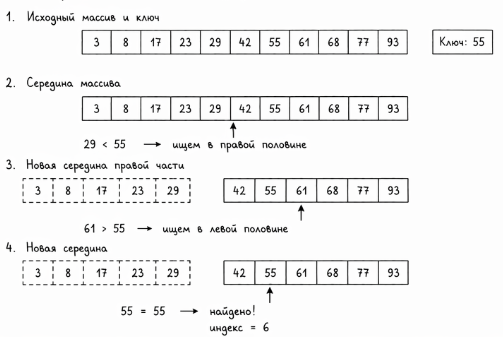 1. Исходный массив и ключ
3 8 17 23 29 42 55 61 68 77 93 Ключ: 55
2. Середина массива
3 8 17 23 29 42 55 61 68 77 93
29 < 55 → ищем в правой половине
3. Новая середина правой части
3 8 17 23 29 42 55 61 68 77 93
61 > 55 → ищем в левой половине
4. Новая середина
3 8 17 23 29 42 55 61 68 77 93
55 = 55 → найдено!
индекс = 6